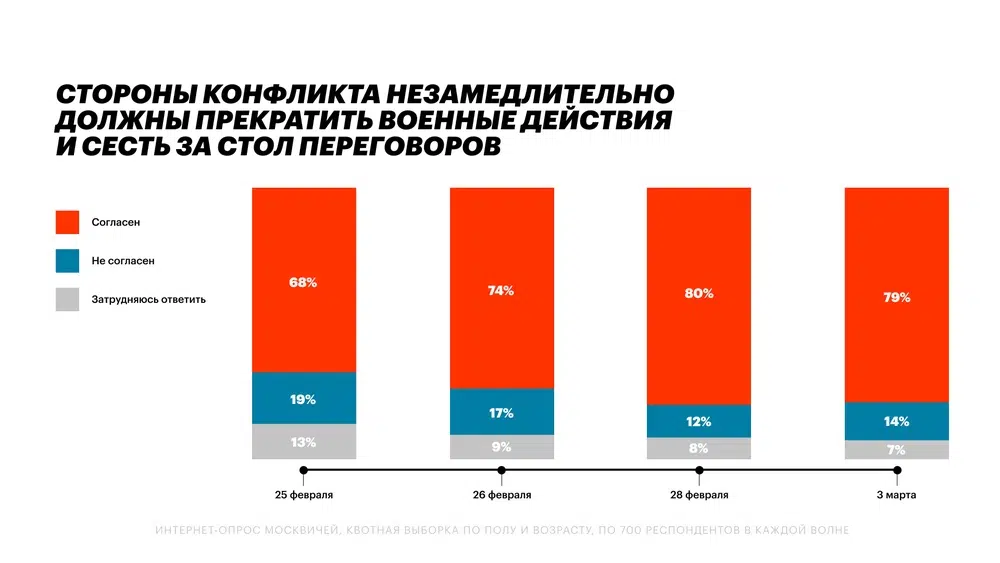 СТОРОНЫ КОНФЛИКТА НЕЗАМЕДЛИТЕЛЬНО
ДОЛЖНЫ ПРЕКРАТИТЬ ВОЕННЫЕ ДЕЙСТВИЯ
И СЕСТЬ ЗА СТОЛ ПЕРЕГОВОРОВ
Согласен
Не согласен
Затрудняюсь ответить
68%
74%
80%
79%
19%
17%
12%
14%
13%
9%
8%
7%
25 февраля
26 февраля
28 февраля
3 марта
ИНТЕРНЕТ-ОПРОС МОСКВИЧЕЙ, КВОТНАЯ ВЫБОРКА ПО ПОЛУ И ВОЗРАСТУ, ПО 700 РЕСПОНДЕНТОВ В КАЖДОЙ ВОЛНЕ